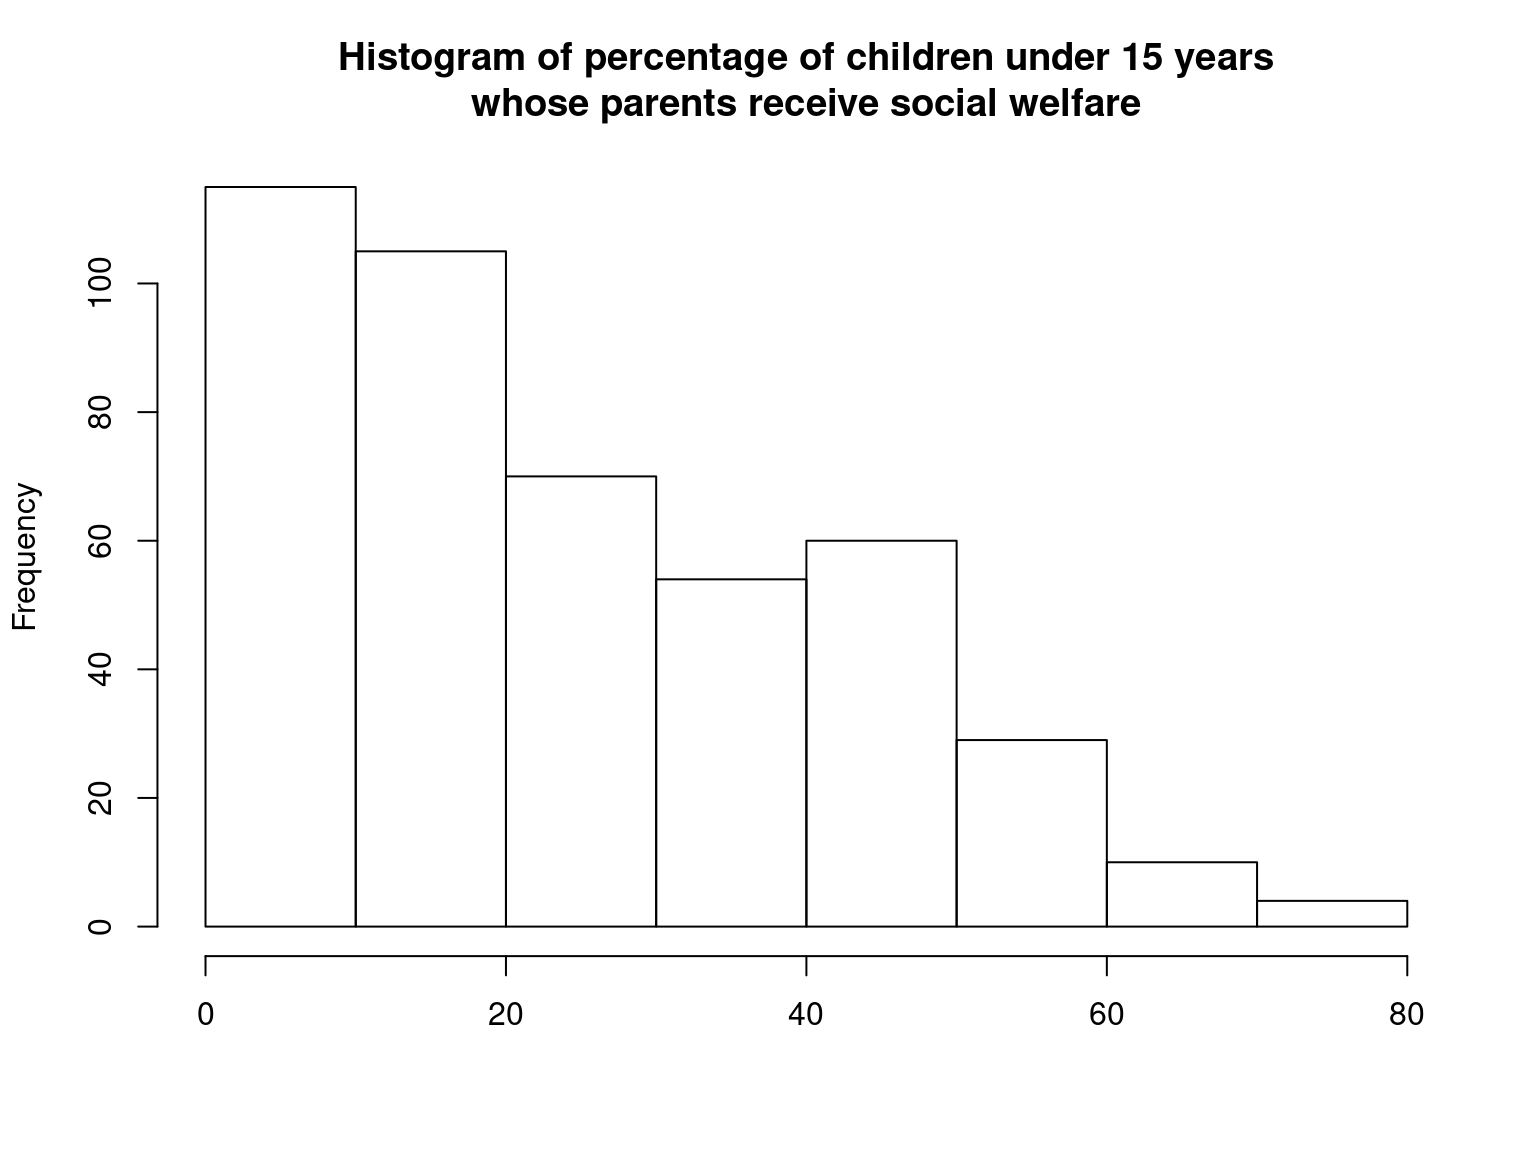 Histogram of percentage of children under 15 years
whose parents receive social welfare
Frequency
100
80
60
40
20
0
0 20 40 60 80